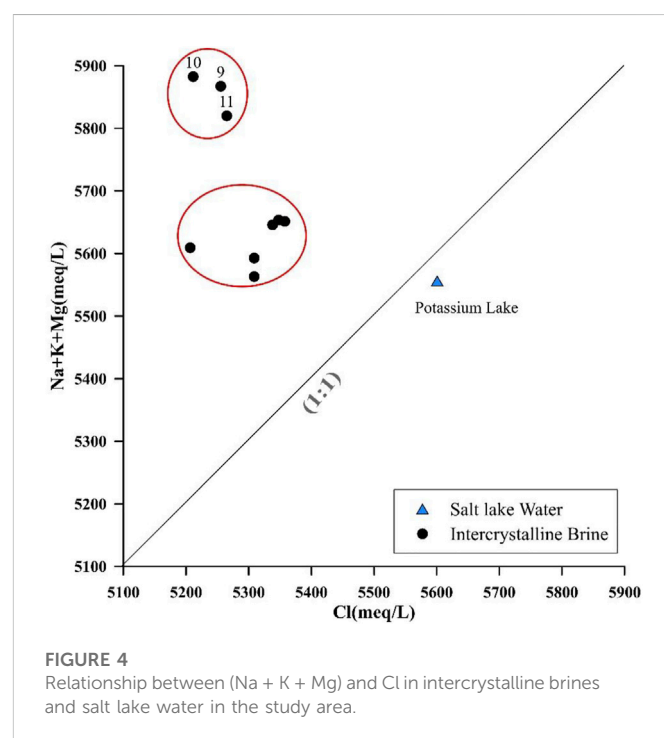 5900
5800
5700
5600
5500
5400
5300
5200
5100
Na+K+Mg(meq/L)
10
9
11
Potassium Lake
(1:1)
Salt lake Water
Intercrystalline Brine
5100 5200 5300 5400 5500 5600 5700 5800 5900
Cl(meq/L)
FIGURE 4
Relationship between (Na + K + Mg) and Cl in intercrystalline brines
and salt lake water in the study area.